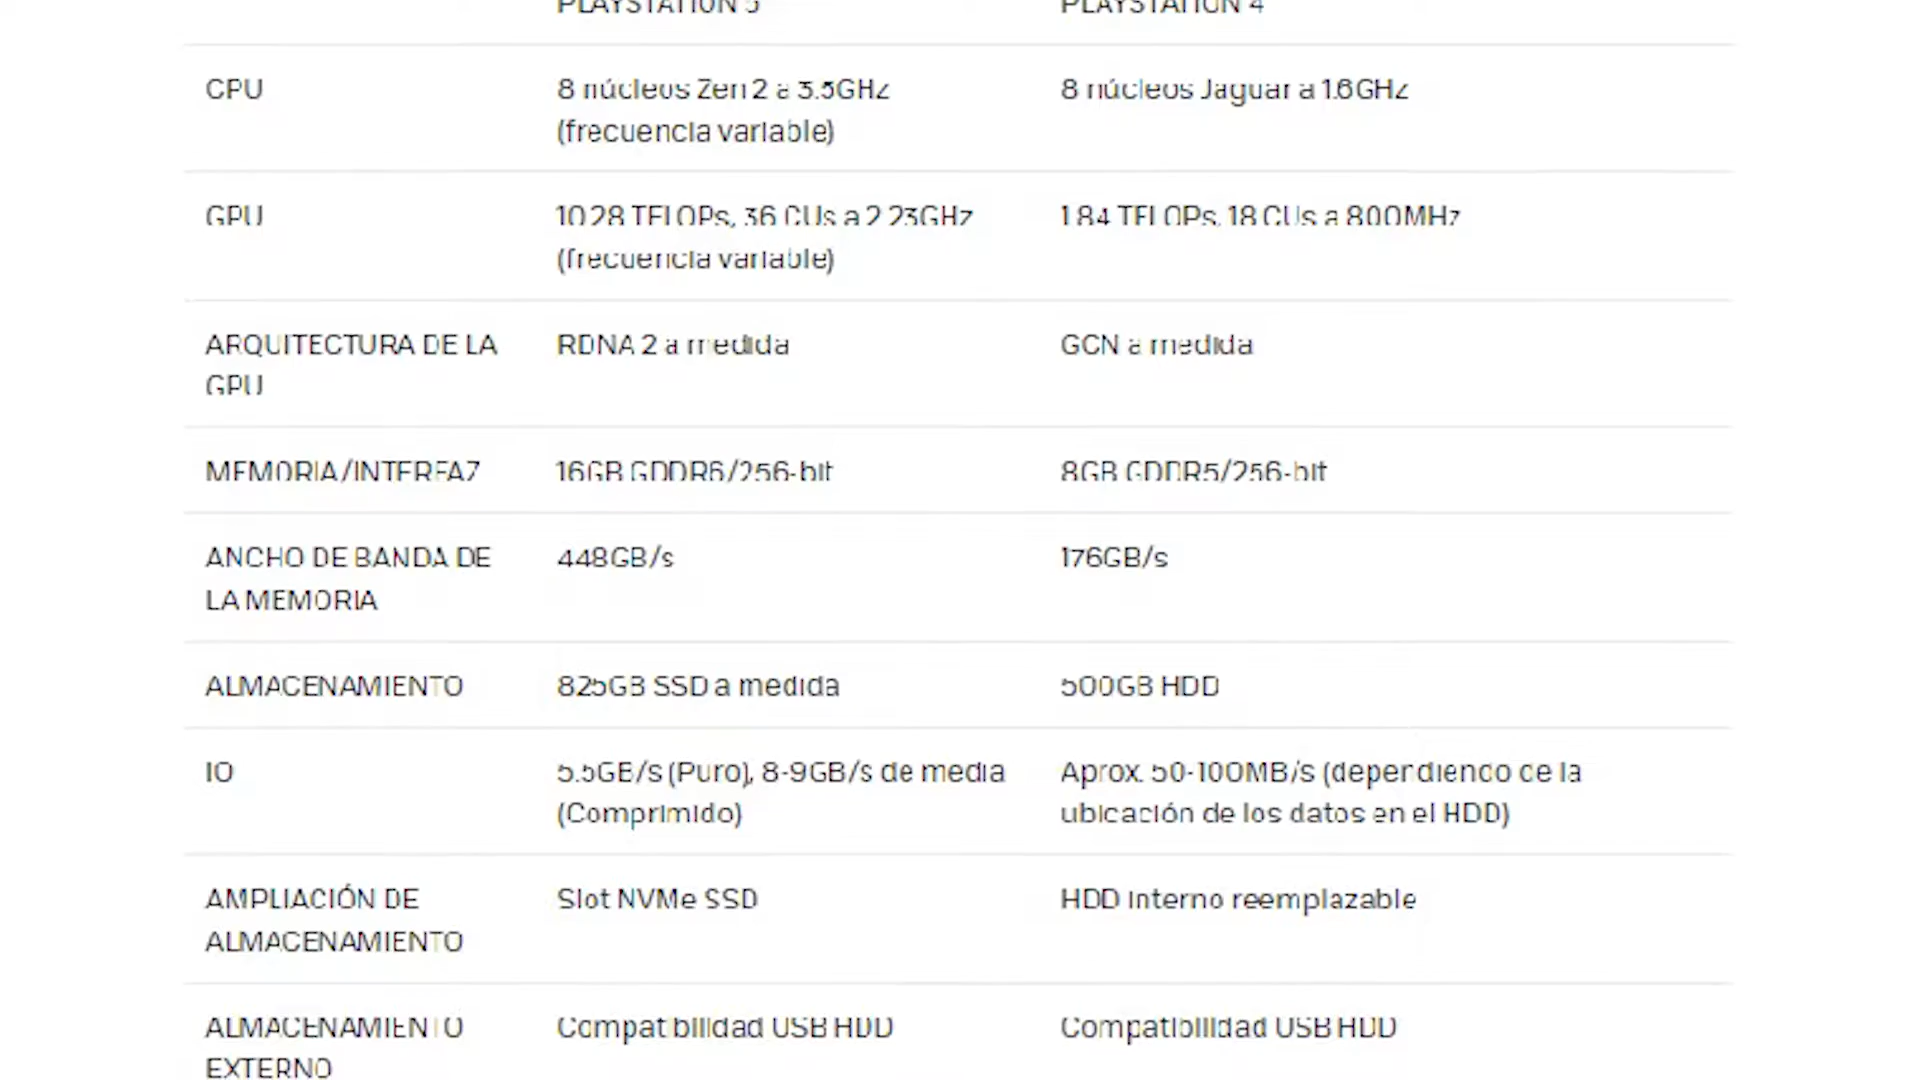 PLAYSTATION 5 PLAYSTATION 4
CPU 8 núcleos Zen 2 a 3.5GHz 8 núcleos Jaguar a 1.6GHz
(frecuencia variable)
GPU 10.28 TFLOPs, 36 CUs a 2.23GHz 1.84 TFLOPs, 18 CUs a 800MHz
(frecuencia variable)
ARQUITECTURA DE LA RDNA 2 a medida GCN a medida
GPU
MEMORIA/INTERFAZ 16GB GDDR6/256-bit 8GB GDDR5/256-bit
ANCHO DE BANDA DE 448GB/s 176GB/s
LA MEMORIA
ALMACENAMIENTO 825GB SSD a medida 500GB HDD
IO 5.5GB/s (Puro), 8-9GB/s de media Aprox. 50-100MB/s (dependiendo de la
(Comprimido) ubicación de los datos en el HDD)
AMPLIACIÓN DE Slot NVMe SSD HDD interno reemplazable
ALMACENAMIENTO
ALMACENAMIENTO Compatibilidad USB HDD Compatibilidad USB HDD
EXTERNO